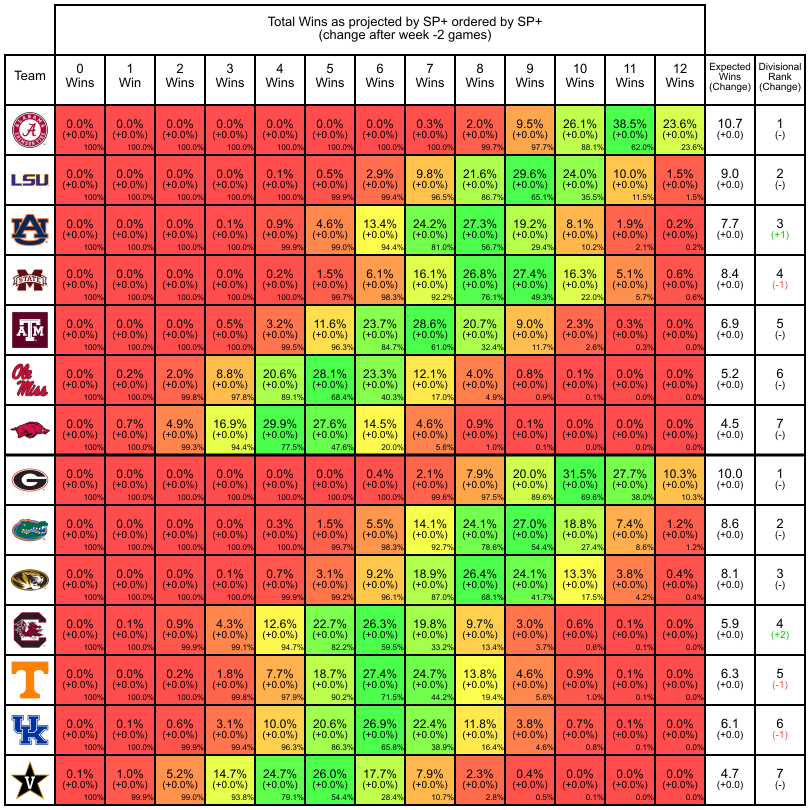 Total Wins as projected by SP+ ordered by SP+
(change after week -2 games)
Team
0 Wins
1 Win
2 Wins
3 Wins
4 Wins
5 Wins
6 Wins
7 Wins
8 Wins
9 Wins
10 Wins
11 Wins
12 Wins
Expected Wins (Change)
Divisional Rank (Change)
A
0.0% 0.0% 0.0% 0.0% 0.0% 0.0% 0.0% 0.3% 2.0% 9.5% 26.1% 38.5% 23.6% 10.7 1
(+0.0%) (+0.0%) (+0.0%) (+0.0%) (+0.0%) (+0.0%) (+0.0%) (+0.0%) (+0.0%) (+0.0%) (+0.0%) (+0.0%) (+0.0%) (+0.0) (-)
100% 100.0% 100.0% 100.0% 100.0% 100.0% 100.0% 100.0% 99.7% 97.7% 88.1% 62.0% 23.6%
LSU
0.0% 0.0% 0.0% 0.0% 0.1% 0.5% 2.9% 9.8% 21.6% 29.6% 24.0% 10.0% 1.5% 9.0 2
(+0.0%) (+0.0%) (+0.0%) (+0.0%) (+0.0%) (+0.0%) (+0.0%) (+0.0%) (+0.0%) (+0.0%) (+0.0%) (+0.0%) (+0.0%) (+0.0) (-)
100% 100.0% 100.0% 100.0% 100.0% 99.9% 99.4% 96.5% 86.7% 65.1% 35.5% 11.5% 1.5%
AU
0.0% 0.0% 0.0% 0.1% 0.9% 4.6% 13.4% 24.2% 27.3% 19.2% 8.1% 1.9% 0.2% 7.7 3
(+0.0%) (+0.0%) (+0.0%) (+0.0%) (+0.0%) (+0.0%) (+0.0%) (+0.0%) (+0.0%) (+0.0%) (+0.0%) (+0.0%) (+0.0%) (+0.0) (+1)
100% 100.0% 100.0% 100.0% 99.9% 99.0% 94.4% 81.0% 56.7% 29.4% 10.2% 2.1% 0.2%
STATE
0.0% 0.0% 0.0% 0.0% 0.2% 1.5% 6.1% 16.1% 26.8% 27.4% 16.3% 5.1% 0.6% 8.4 4
(+0.0%) (+0.0%) (+0.0%) (+0.0%) (+0.0%) (+0.0%) (+0.0%) (+0.0%) (+0.0%) (+0.0%) (+0.0%) (+0.0%) (+0.0%) (+0.0) (-1)
100% 100.0% 100.0% 100.0% 100.0% 99.7% 98.3% 92.2% 76.1% 49.3% 22.0% 5.7% 0.6%
ATM
0.0% 0.0% 0.0% 0.5% 3.2% 11.6% 23.7% 28.6% 20.7% 9.0% 2.3% 0.3% 0.0% 6.9 5
(+0.0%) (+0.0%) (+0.0%) (+0.0%) (+0.0%) (+0.0%) (+0.0%) (+0.0%) (+0.0%) (+0.0%) (+0.0%) (+0.0%) (+0.0%) (+0.0) (-)
100% 100.0% 100.0% 100.0% 99.5% 96.3% 84.7% 61.0% 32.4% 11.7% 2.6% 0.3% 0.0%
Ole Miss
0.0% 0.2% 2.0% 8.8% 20.6% 28.1% 23.3% 12.1% 4.0% 0.8% 0.1% 0.0% 0.0% 5.2 6
(+0.0%) (+0.0%) (+0.0%) (+0.0%) (+0.0%) (+0.0%) (+0.0%) (+0.0%) (+0.0%) (+0.0%) (+0.0%) (+0.0%) (+0.0%) (+0.0) (-)
100% 100.0% 99.8% 97.8% 89.1% 68.4% 40.3% 17.0% 4.9% 0.9% 0.1% 0.0% 0.0%
0.0% 0.7% 4.9% 16.9% 29.9% 27.6% 14.5% 4.6% 0.9% 0.1% 0.0% 0.0% 0.0% 4.5 7
(+0.0%) (+0.0%) (+0.0%) (+0.0%) (+0.0%) (+0.0%) (+0.0%) (+0.0%) (+0.0%) (+0.0%) (+0.0%) (+0.0%) (+0.0%) (+0.0) (-)
100% 100.0% 99.3% 94.4% 77.5% 47.6% 20.0% 5.6% 1.0% 0.1% 0.0% 0.0% 0.0%
G
0.0% 0.0% 0.0% 0.0% 0.0% 0.0% 0.4% 2.1% 7.9% 20.0% 31.5% 27.7% 10.3% 10.0 1
(+0.0%) (+0.0%) (+0.0%) (+0.0%) (+0.0%) (+0.0%) (+0.0%) (+0.0%) (+0.0%) (+0.0%) (+0.0%) (+0.0%) (+0.0%) (+0.0) (-)
100% 100.0% 100.0% 100.0% 100.0% 100.0% 100.0% 99.6% 97.5% 89.6% 69.6% 38.0% 10.3%
0.0% 0.0% 0.0% 0.0% 0.3% 1.5% 5.5% 14.1% 24.1% 27.0% 18.8% 7.4% 1.2% 8.6 2
(+0.0%) (+0.0%) (+0.0%) (+0.0%) (+0.0%) (+0.0%) (+0.0%) (+0.0%) (+0.0%) (+0.0%) (+0.0%) (+0.0%) (+0.0%) (+0.0) (-)
100% 100.0% 100.0% 100.0% 100.0% 99.7% 98.3% 92.7% 78.6% 54.4% 27.4% 8.6% 1.2%
0.0% 0.0% 0.0% 0.1% 0.7% 3.1% 9.2% 18.9% 26.4% 24.1% 13.3% 3.8% 0.4% 8.1 3
(+0.0%) (+0.0%) (+0.0%) (+0.0%) (+0.0%) (+0.0%) (+0.0%) (+0.0%) (+0.0%) (+0.0%) (+0.0%) (+0.0%) (+0.0%) (+0.0) (-)
100% 100.0% 100.0% 100.0% 99.9% 99.2% 96.1% 87.0% 68.1% 41.7% 17.5% 4.2% 0.4%
0.0% 0.1% 0.9% 4.3% 12.6% 22.7% 26.3% 19.8% 9.7% 3.0% 0.6% 0.1% 0.0% 5.9 4
(+0.0%) (+0.0%) (+0.0%) (+0.0%) (+0.0%) (+0.0%) (+0.0%) (+0.0%) (+0.0%) (+0.0%) (+0.0%) (+0.0%) (+0.0%) (+0.0) (+2)
100% 100.0% 99.9% 99.1% 94.7% 82.2% 59.5% 33.2% 13.4% 3.7% 0.6% 0.1% 0.0%
T
0.0% 0.0% 0.2% 1.8% 7.7% 18.7% 27.4% 24.7% 13.8% 4.6% 0.9% 0.1% 0.0% 6.3 5
(+0.0%) (+0.0%) (+0.0%) (+0.0%) (+0.0%) (+0.0%) (+0.0%) (+0.0%) (+0.0%) (+0.0%) (+0.0%) (+0.0%) (+0.0%) (+0.0) (-1)
100% 100.0% 100.0% 99.8% 97.9% 90.2% 71.5% 44.2% 19.4% 5.6% 1.0% 0.1% 0.0%
UK
0.0% 0.1% 0.6% 3.1% 10.0% 20.6% 26.9% 22.4% 11.8% 3.8% 0.7% 0.1% 0.0% 6.1 6
(+0.0%) (+0.0%) (+0.0%) (+0.0%) (+0.0%) (+0.0%) (+0.0%) (+0.0%) (+0.0%) (+0.0%) (+0.0%) (+0.0%) (+0.0%) (+0.0) (-1)
100% 100.0% 99.9% 99.4% 96.3% 86.3% 65.8% 38.9% 16.4% 4.6% 0.8% 0.1% 0.0%
V
0.1% 1.0% 5.2% 14.7% 24.7% 26.0% 17.7% 7.9% 2.3% 0.4% 0.0% 0.0% 0.0% 4.7 7
(+0.0%) (+0.0%) (+0.0%) (+0.0%) (+0.0%) (+0.0%) (+0.0%) (+0.0%) (+0.0%) (+0.0%) (+0.0%) (+0.0%) (+0.0%) (+0.0) (-)
100% 99.9% 99.0% 93.8% 79.1% 54.4% 28.4% 10.7% 2.8% 0.5% 0.1% 0.0% 0.0%